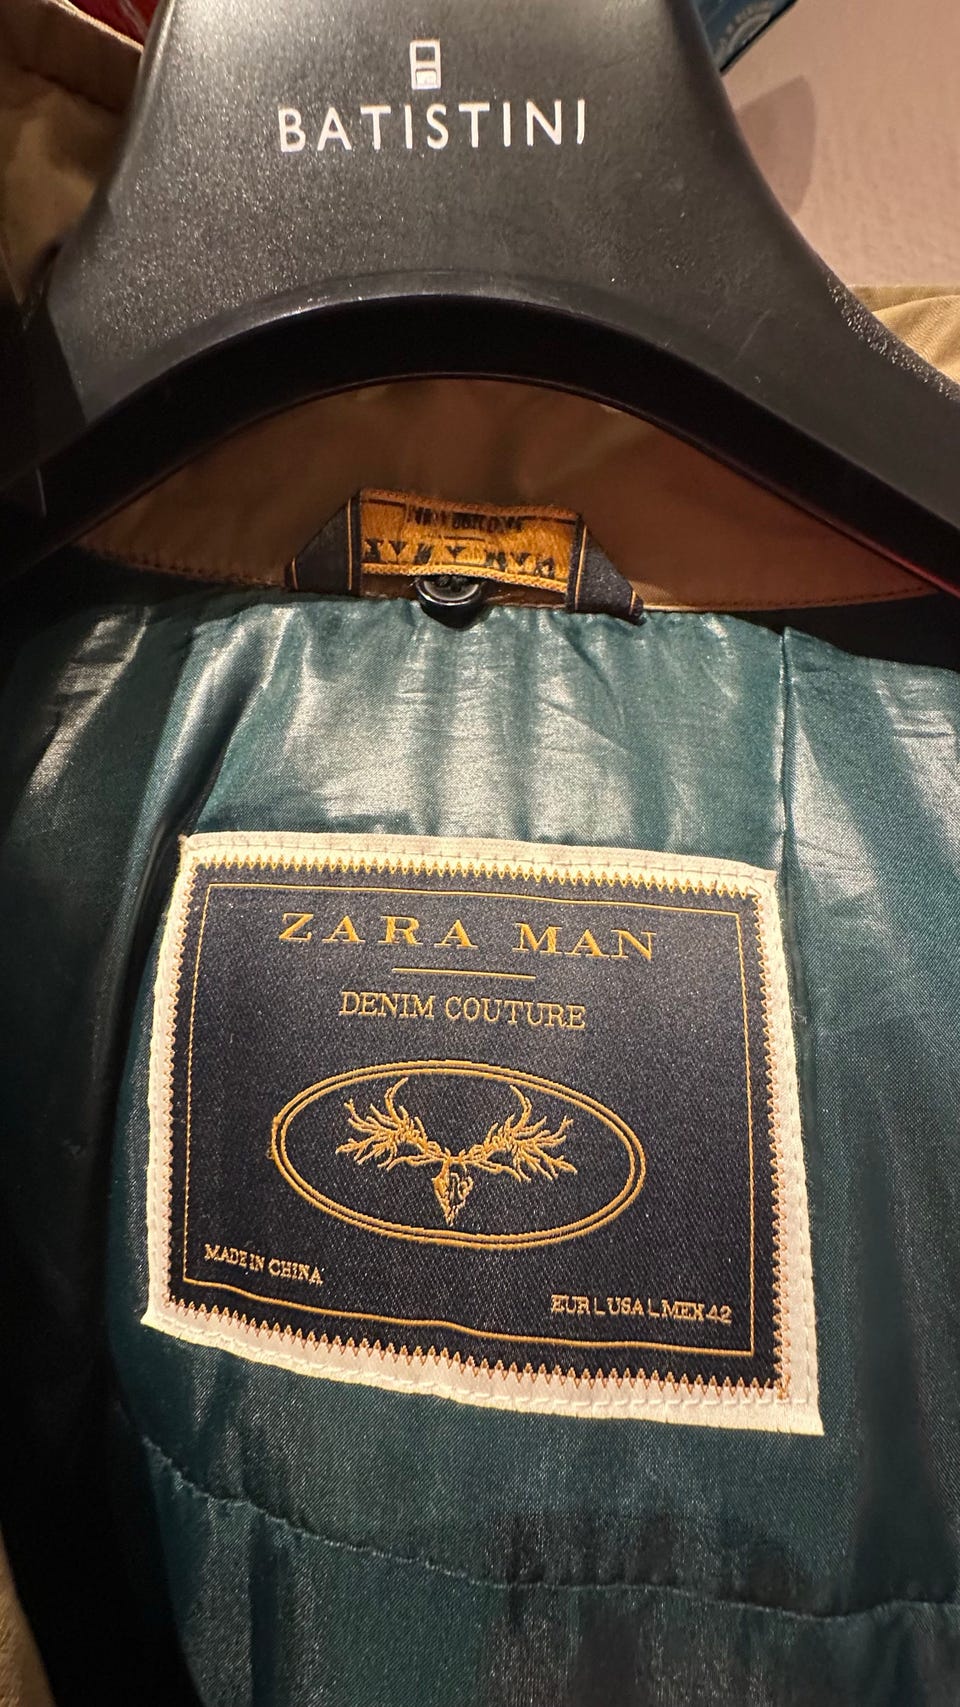 BATISTINI
ZARA MAN
DENIM COUTURE
MADE IN CHINA
EUR L USA L MEX 42